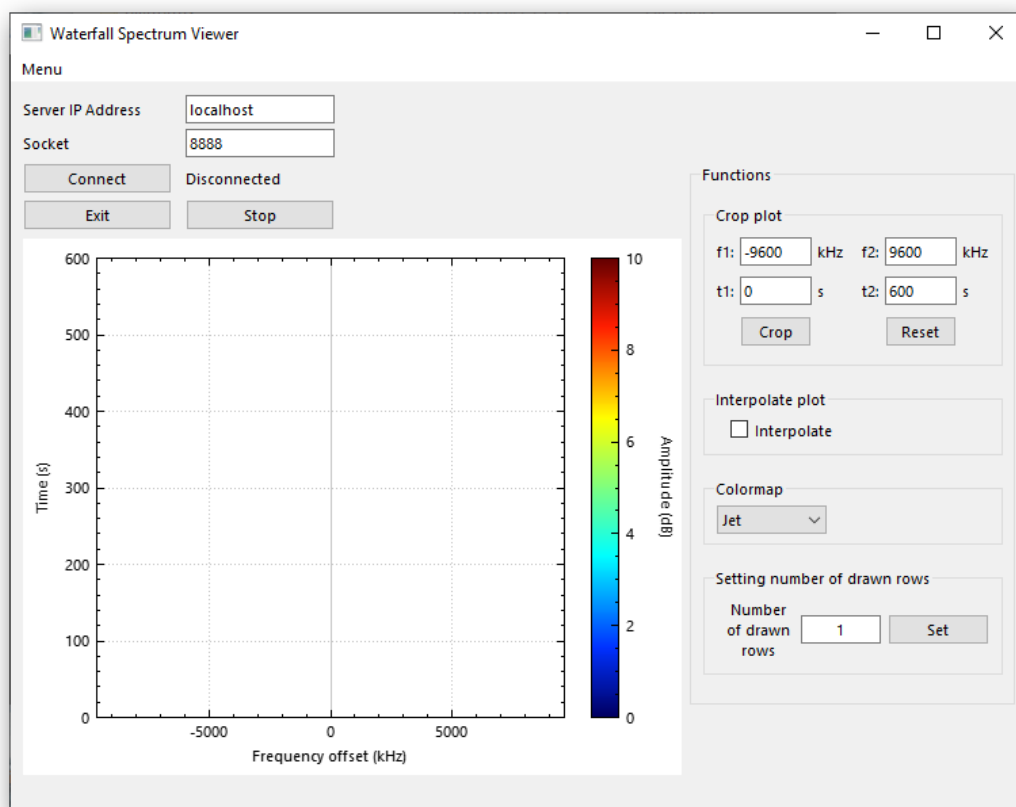 Waterfall Spectrum Viewer
Menu
Server IP Address localhost
Socket 8888
Connect Disconnected
Exit Stop
600
500
400
300
200
100
0
Time (s)
-5000 0 5000
Frequency offset (kHz)
10
8
6
4
2
0
Amplitude (dB)
Functions
Crop plot
f1: -9600 kHz f2: 9600 kHz
t1: 0 s t2: 600 s
Crop Reset
Interpolate plot
Interpolate
Colormap
Jet
Setting number of drawn rows
Number
of drawn
rows
1 Set